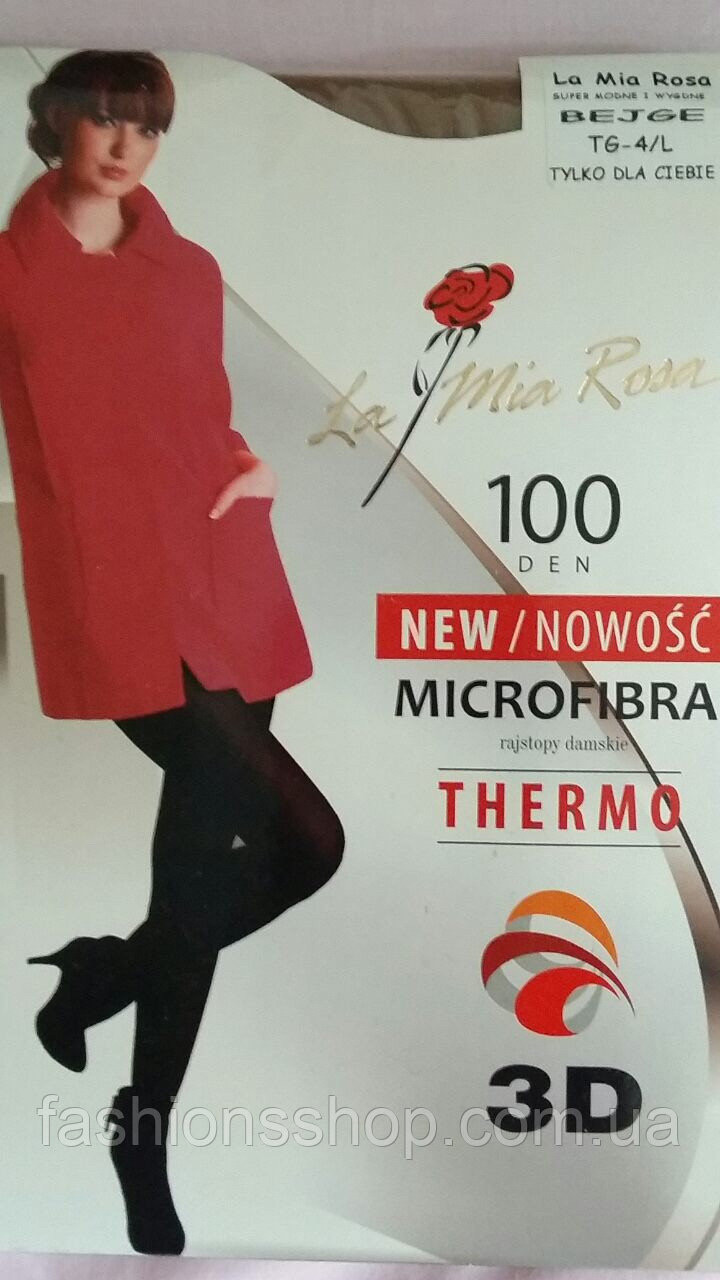 La Mia Rosa
SUPER MODNE I WYGDNE
BEJGE
TG-4/L
TYLKO DLA CIEBIE
La Mia Rosa
100
DEN
NEW / NOWOŚĆ
MICROFIBRA
rajstopy damskie
THERMO
3D
fashionsshop.com.ua